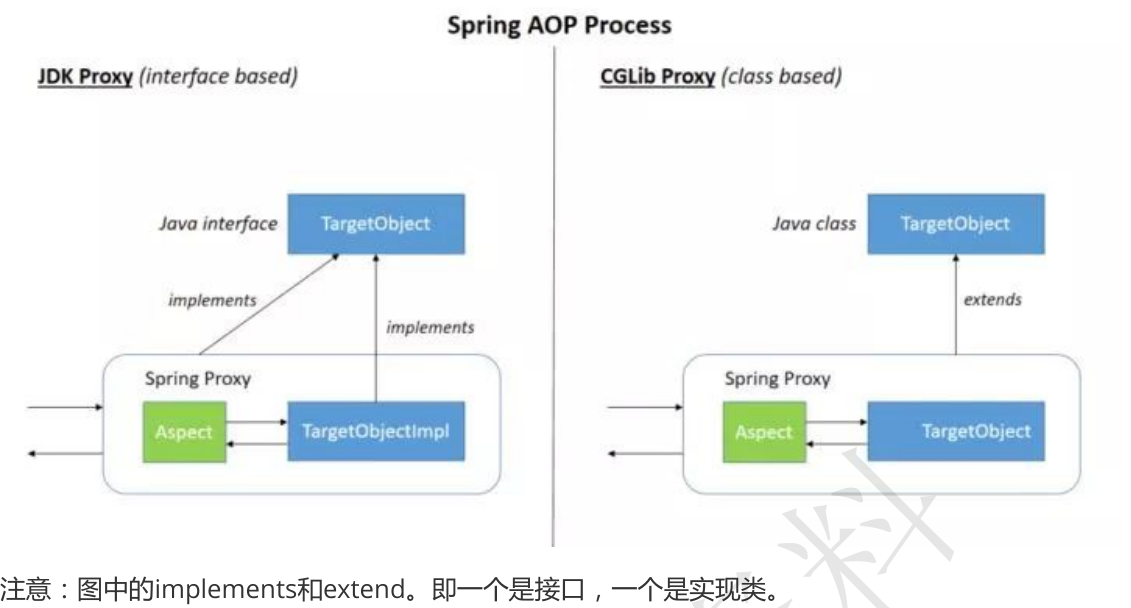 Spring AOP Process
JDK Proxy (interface based)
CGLib Proxy (class based)
Java interface
TargetObject
implements
implements
Spring Proxy
Aspect
TargetObjectImpl
Java class
TargetObject
extends
Spring Proxy
Aspect
TargetObject
注意：图中的implements和extend。即一个是接口，一个是实现类。
料